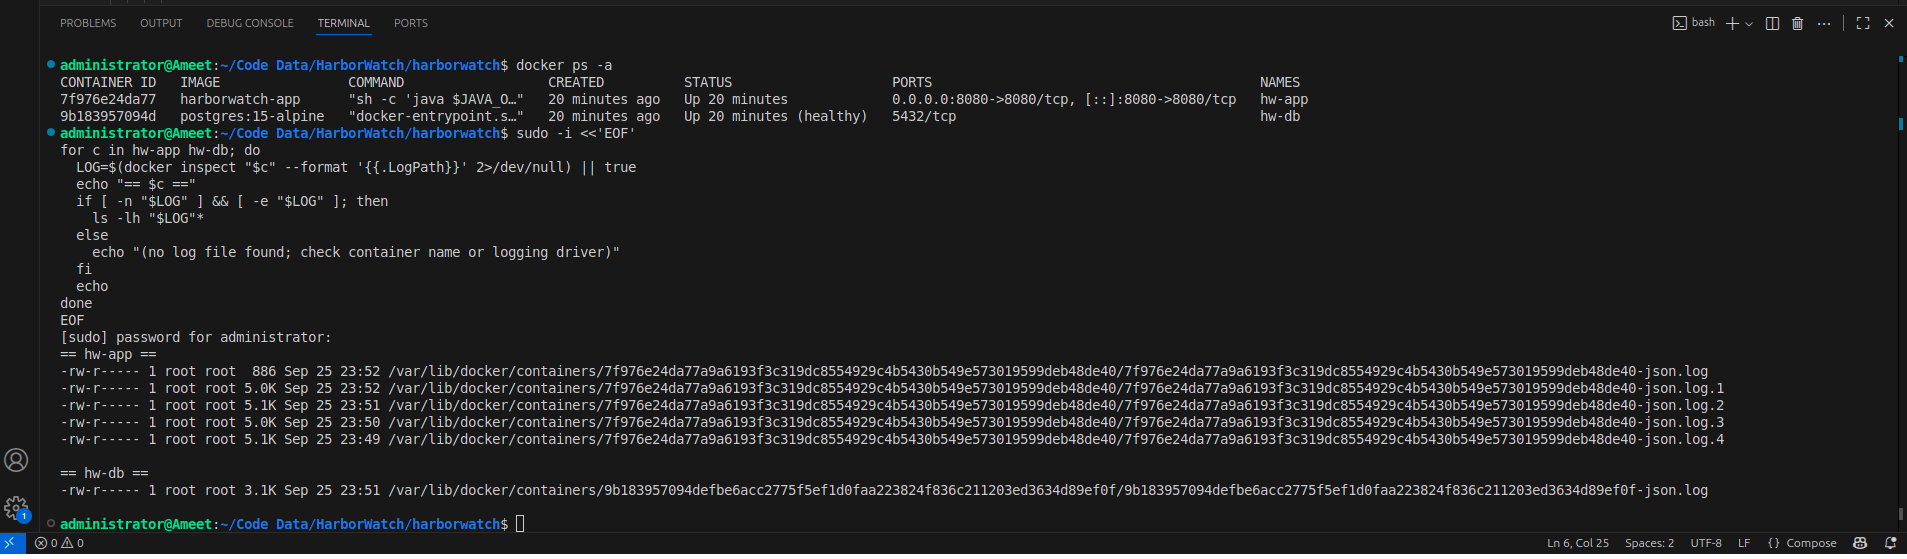 PROBLEMS OUTPUT DEBUG CONSOLE TERMINAL PORTS bash
administrator@Ameet:~/Code Data/HarborWatch/harborwatch$ docker ps -a
CONTAINER ID IMAGE COMMAND CREATED STATUS PORTS NAMES
7f976e24da77 harborwatch-app "sh -c 'java $JAVA_O…" 20 minutes ago Up 20 minutes 0.0.0.0:8080->8080/tcp, [::]:8080->8080/tcp hw-app
9b183957094d postgres:15-alpine "docker-entrypoint.s…" 20 minutes ago Up 20 minutes (healthy) 5432/tcp hw-db
administrator@Ameet:~/Code Data/HarborWatch/harborwatch$ sudo -i <<'EOF'
for c in hw-app hw-db; do
  LOG=$(docker inspect "$c" --format '{{.LogPath}}' 2>/dev/null) || true
  echo "== $c =="
  if [ -n "$LOG" ] && [ -e "$LOG" ]; then
    ls -lh "$LOG"*
  else
    echo "(no log file found; check container name or logging driver)"
  fi
  echo
done
EOF
[sudo] password for administrator:
== hw-app ==
-rw-r----- 1 root root  886 Sep 25 23:52 /var/lib/docker/containers/7f976e24da77a9a6193f3c319dc8554929c4b5430b549e573019599deb48de40/7f976e24da77a9a6193f3c319dc8554929c4b5430b549e573019599deb48de40-json.log
-rw-r----- 1 root root 5.0K Sep 25 23:52 /var/lib/docker/containers/7f976e24da77a9a6193f3c319dc8554929c4b5430b549e573019599deb48de40/7f976e24da77a9a6193f3c319dc8554929c4b5430b549e573019599deb48de40-json.log.1
-rw-r----- 1 root root 5.1K Sep 25 23:51 /var/lib/docker/containers/7f976e24da77a9a6193f3c319dc8554929c4b5430b549e573019599deb48de40/7f976e24da77a9a6193f3c319dc8554929c4b5430b549e573019599deb48de40-json.log.2
-rw-r----- 1 root root 5.0K Sep 25 23:50 /var/lib/docker/containers/7f976e24da77a9a6193f3c319dc8554929c4b5430b549e573019599deb48de40/7f976e24da77a9a6193f3c319dc8554929c4b5430b549e573019599deb48de40-json.log.3
-rw-r----- 1 root root 5.1K Sep 25 23:49 /var/lib/docker/containers/7f976e24da77a9a6193f3c319dc8554929c4b5430b549e573019599deb48de40/7f976e24da77a9a6193f3c319dc8554929c4b5430b549e573019599deb48de40-json.log.4
== hw-db ==
-rw-r----- 1 root root 3.1K Sep 25 23:51 /var/lib/docker/containers/9b183957094defbe6acc2775f5ef1d0faa223824f836c211203ed3634d89ef0f/9b183957094defbe6acc2775f5ef1d0faa223824f836c211203ed3634d89ef0f-json.log
1
administrator@Ameet:~/Code Data/HarborWatch/harborwatch$
0 0 Ln 6, Col 25 Spaces: 2 UTF-8 LF {} Compose